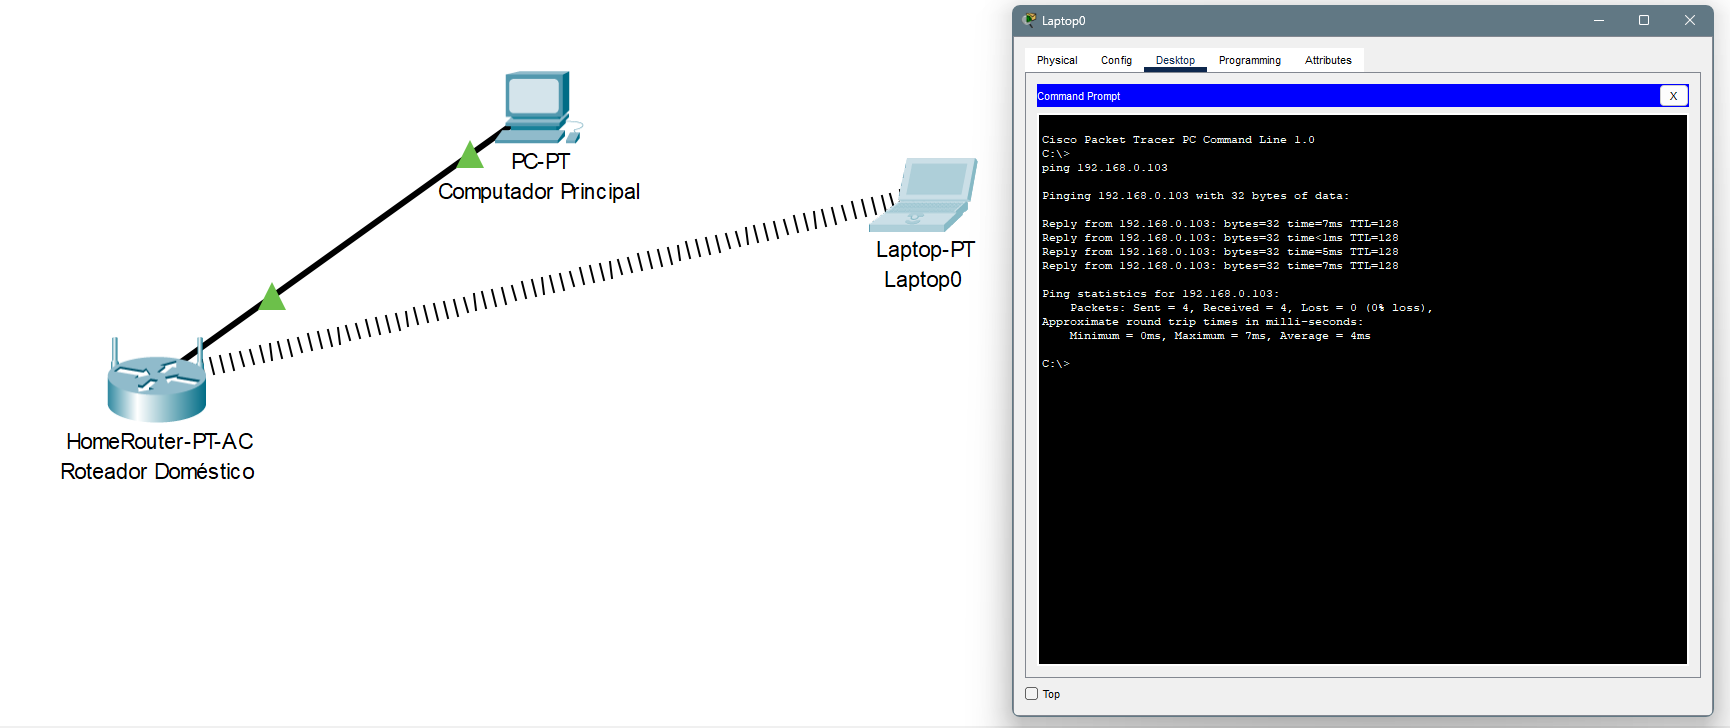 PC-PT
Computador Principal
Laptop-PT
Laptop0
HomeRouter-PT-AC
Roteador Doméstico
Laptop0
Physical Config Desktop Programming Attributes
Command Prompt X
Cisco Packet Tracer PC Command Line 1.0
C:\>
ping 192.168.0.103
Pinging 192.168.0.103 with 32 bytes of data:
Reply from 192.168.0.103: bytes=32 time=7ms TTL=128
Reply from 192.168.0.103: bytes=32 time<1ms TTL=128
Reply from 192.168.0.103: bytes=32 time=5ms TTL=128
Reply from 192.168.0.103: bytes=32 time=7ms TTL=128
Ping statistics for 192.168.0.103:
Packets: Sent = 4, Received = 4, Lost = 0 (0% loss),
Approximate round trip times in milli-seconds:
Minimum = 0ms, Maximum = 7ms, Average = 4ms
C:\>
Top